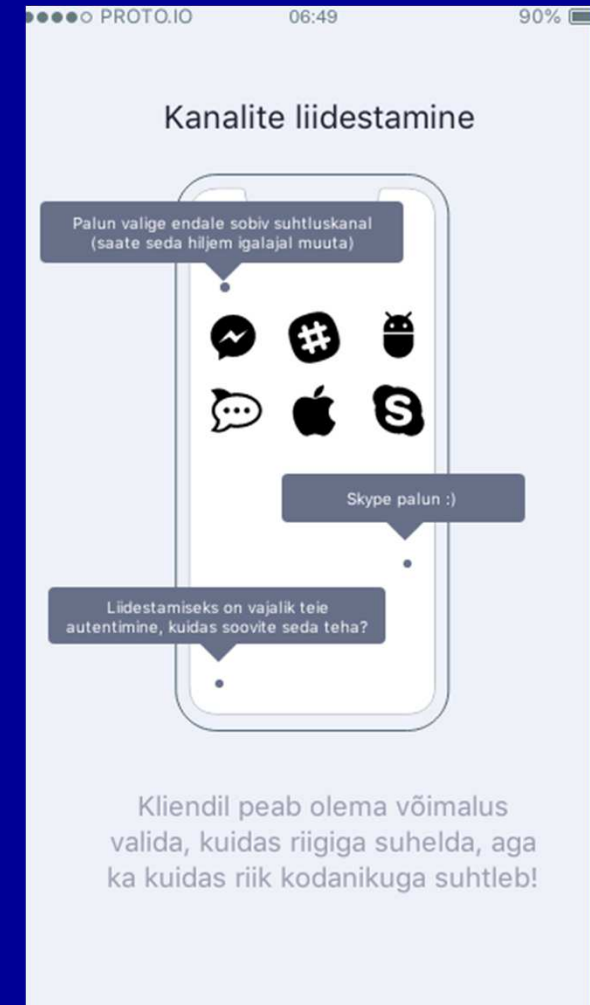 PROTO.IO 06:49 90%
Kanalite liidestamine
Palun valige endale sobiv suhtluskanal
(saate seda hiljem igalajal muuta)
Skype palun :)
Liidestamiseks on vajalik teie
autentimine, kuidas soovite seda teha?
Kliendil peab olema võimalus
valida, kuidas riigiga suhelda, aga
ka kuidas riik kodanikuga suhtleb!